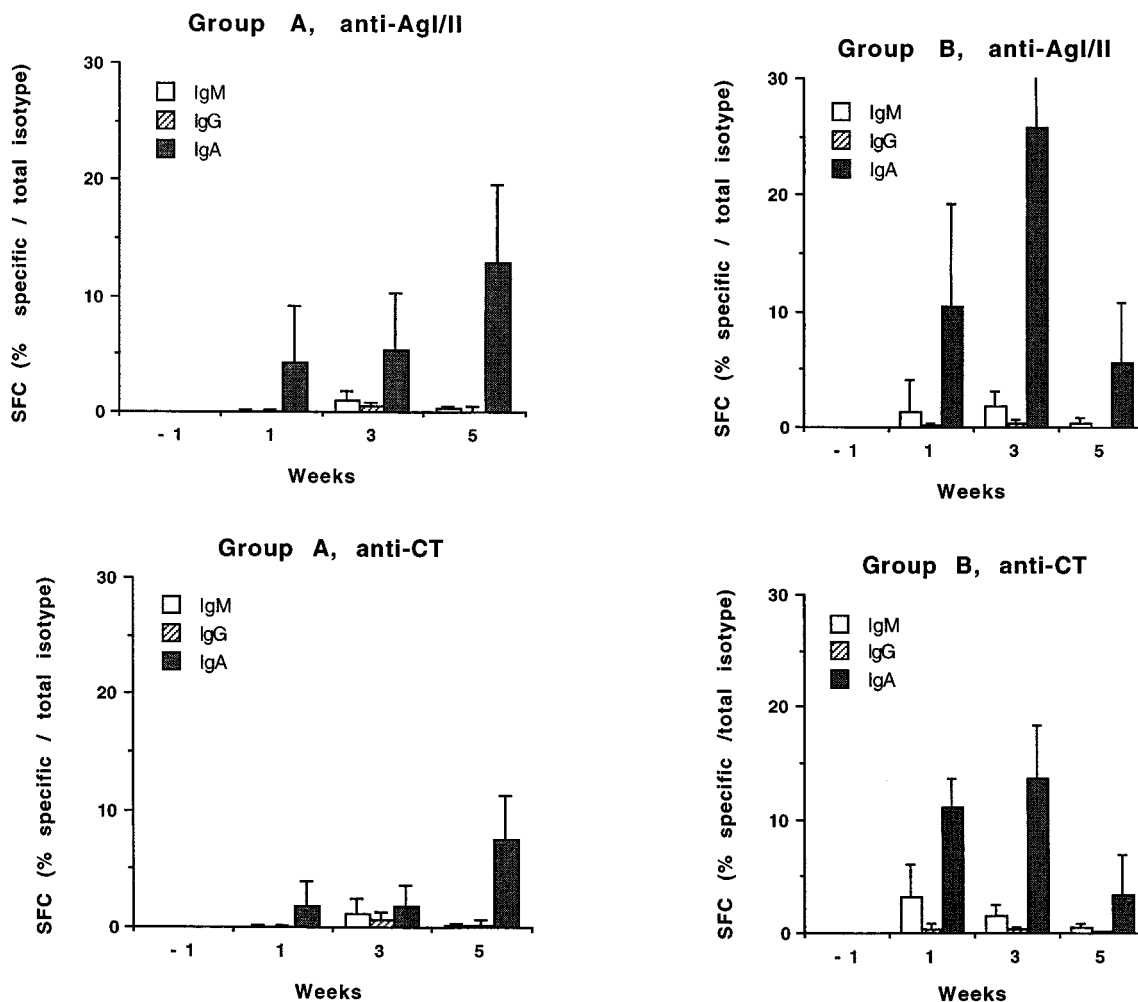 Group A, anti-AgI/II
SFC (% specific / total isotype)
30
20
10
0
IgM
IgG
IgA
- 1 1 3 5
Weeks
Group B, anti-AgI/II
SFC (% specific / total isotype)
30
20
10
0
IgM
IgG
IgA
- 1 1 3 5
Weeks
Group A, anti-CT
SFC (% specific / total isotype)
30
20
10
0
IgM
IgG
IgA
- 1 1 3 5
Weeks
Group B, anti-CT
SFC (% specific /total isotype)
30
20
10
0
IgM
IgG
IgA
- 1 1 3 5
Weeks